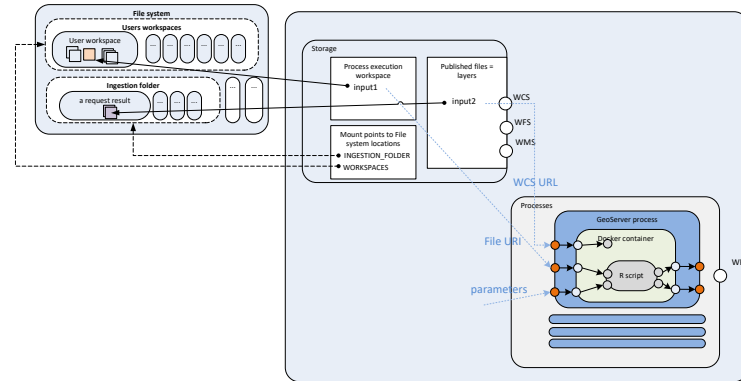 File system
Users workspaces
User workspace
... ... ... ... ... ...
Ingestion folder
a request result
... ... ...
... ...
Storage
Process execution
workspace
input1
Published files =
layers
input2
WCS
WFS
WMS
Mount points to File
system locations
INGESTION_FOLDER
WORKSPACES
WCS URL
Processes
GeoServer process
Docker container
File URI
R script
parameters